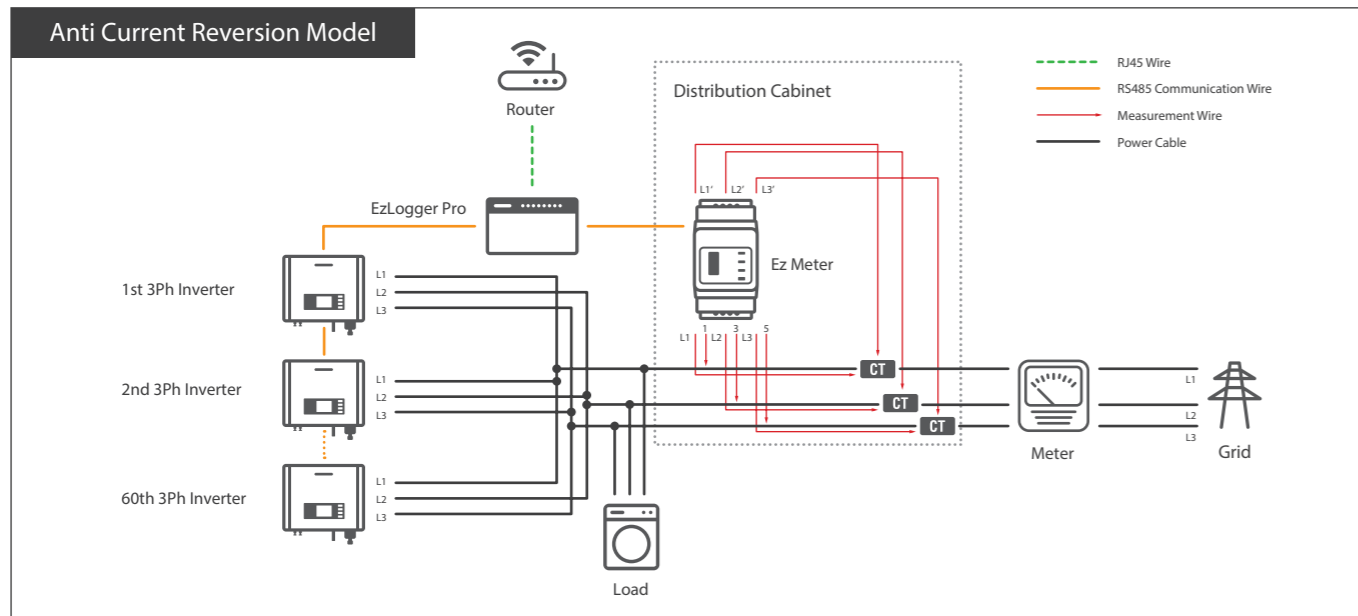 Anti Current Reversion Model
Router
Distribution Cabinet
RJ45 Wire
RS485 Communication Wire
Measurement Wire
Power Cable
L1' L2' L3'
EzLogger Pro
Ez Meter
1st 3Ph Inverter
L1
L2
L3
L1 1 L2 3 L3 5
2nd 3Ph Inverter
L1
L2
L3
CT
CT
CT
L1
L2
L3
Meter
Grid
60th 3Ph Inverter
L1
L2
L3
Load